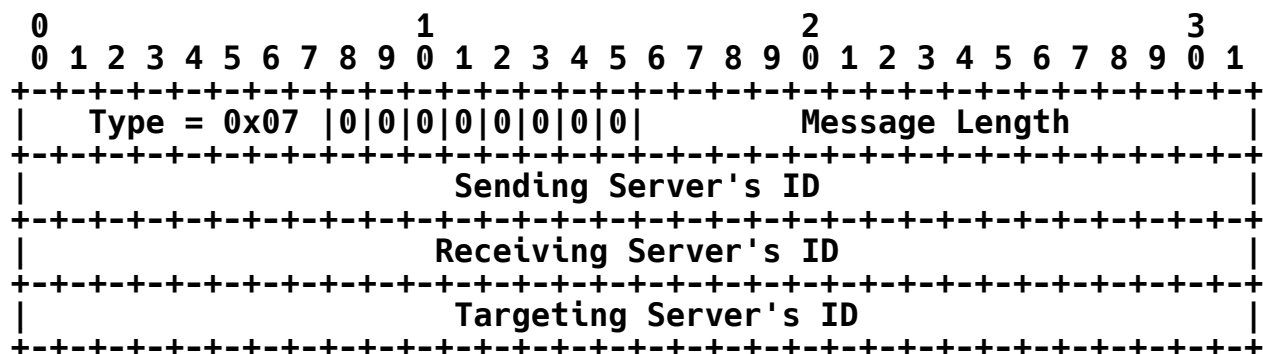 0                   1                   2                   3
 0 1 2 3 4 5 6 7 8 9 0 1 2 3 4 5 6 7 8 9 0 1 2 3 4 5 6 7 8 9 0 1
+-+-+-+-+-+-+-+-+-+-+-+-+-+-+-+-+-+-+-+-+-+-+-+-+-+-+-+-+-+-+-+-+
|   Type = 0x07 |0|0|0|0|0|0|0|0|        Message Length         |
+-+-+-+-+-+-+-+-+-+-+-+-+-+-+-+-+-+-+-+-+-+-+-+-+-+-+-+-+-+-+-+-+
|                      Sending Server's ID                      |
+-+-+-+-+-+-+-+-+-+-+-+-+-+-+-+-+-+-+-+-+-+-+-+-+-+-+-+-+-+-+-+-+
|                     Receiving Server's ID                     |
+-+-+-+-+-+-+-+-+-+-+-+-+-+-+-+-+-+-+-+-+-+-+-+-+-+-+-+-+-+-+-+-+
|                      Targeting Server's ID                    |
+-+-+-+-+-+-+-+-+-+-+-+-+-+-+-+-+-+-+-+-+-+-+-+-+-+-+-+-+-+-+-+-+